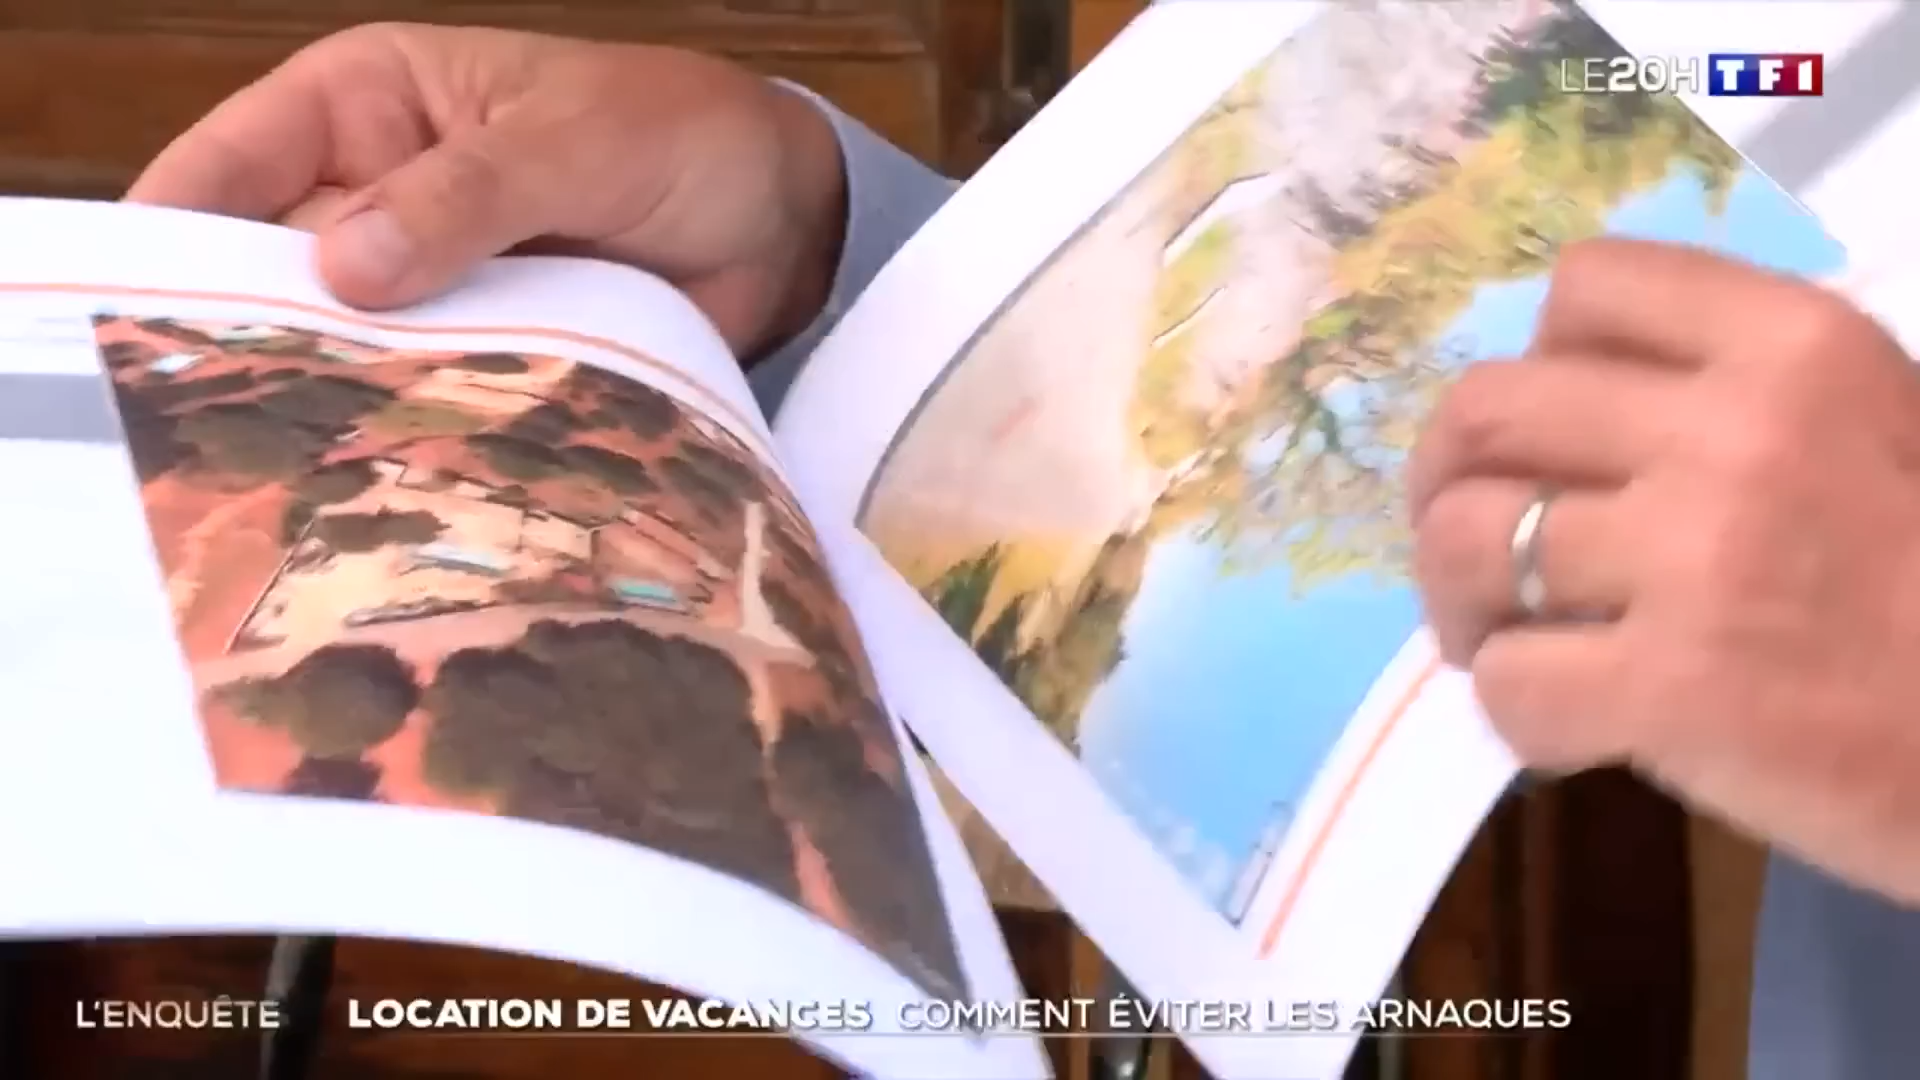 LE20H TF1
L'ENQUÊTE LOCATION DE VACANCES COMMENT ÉVITER LES ARNAQUES